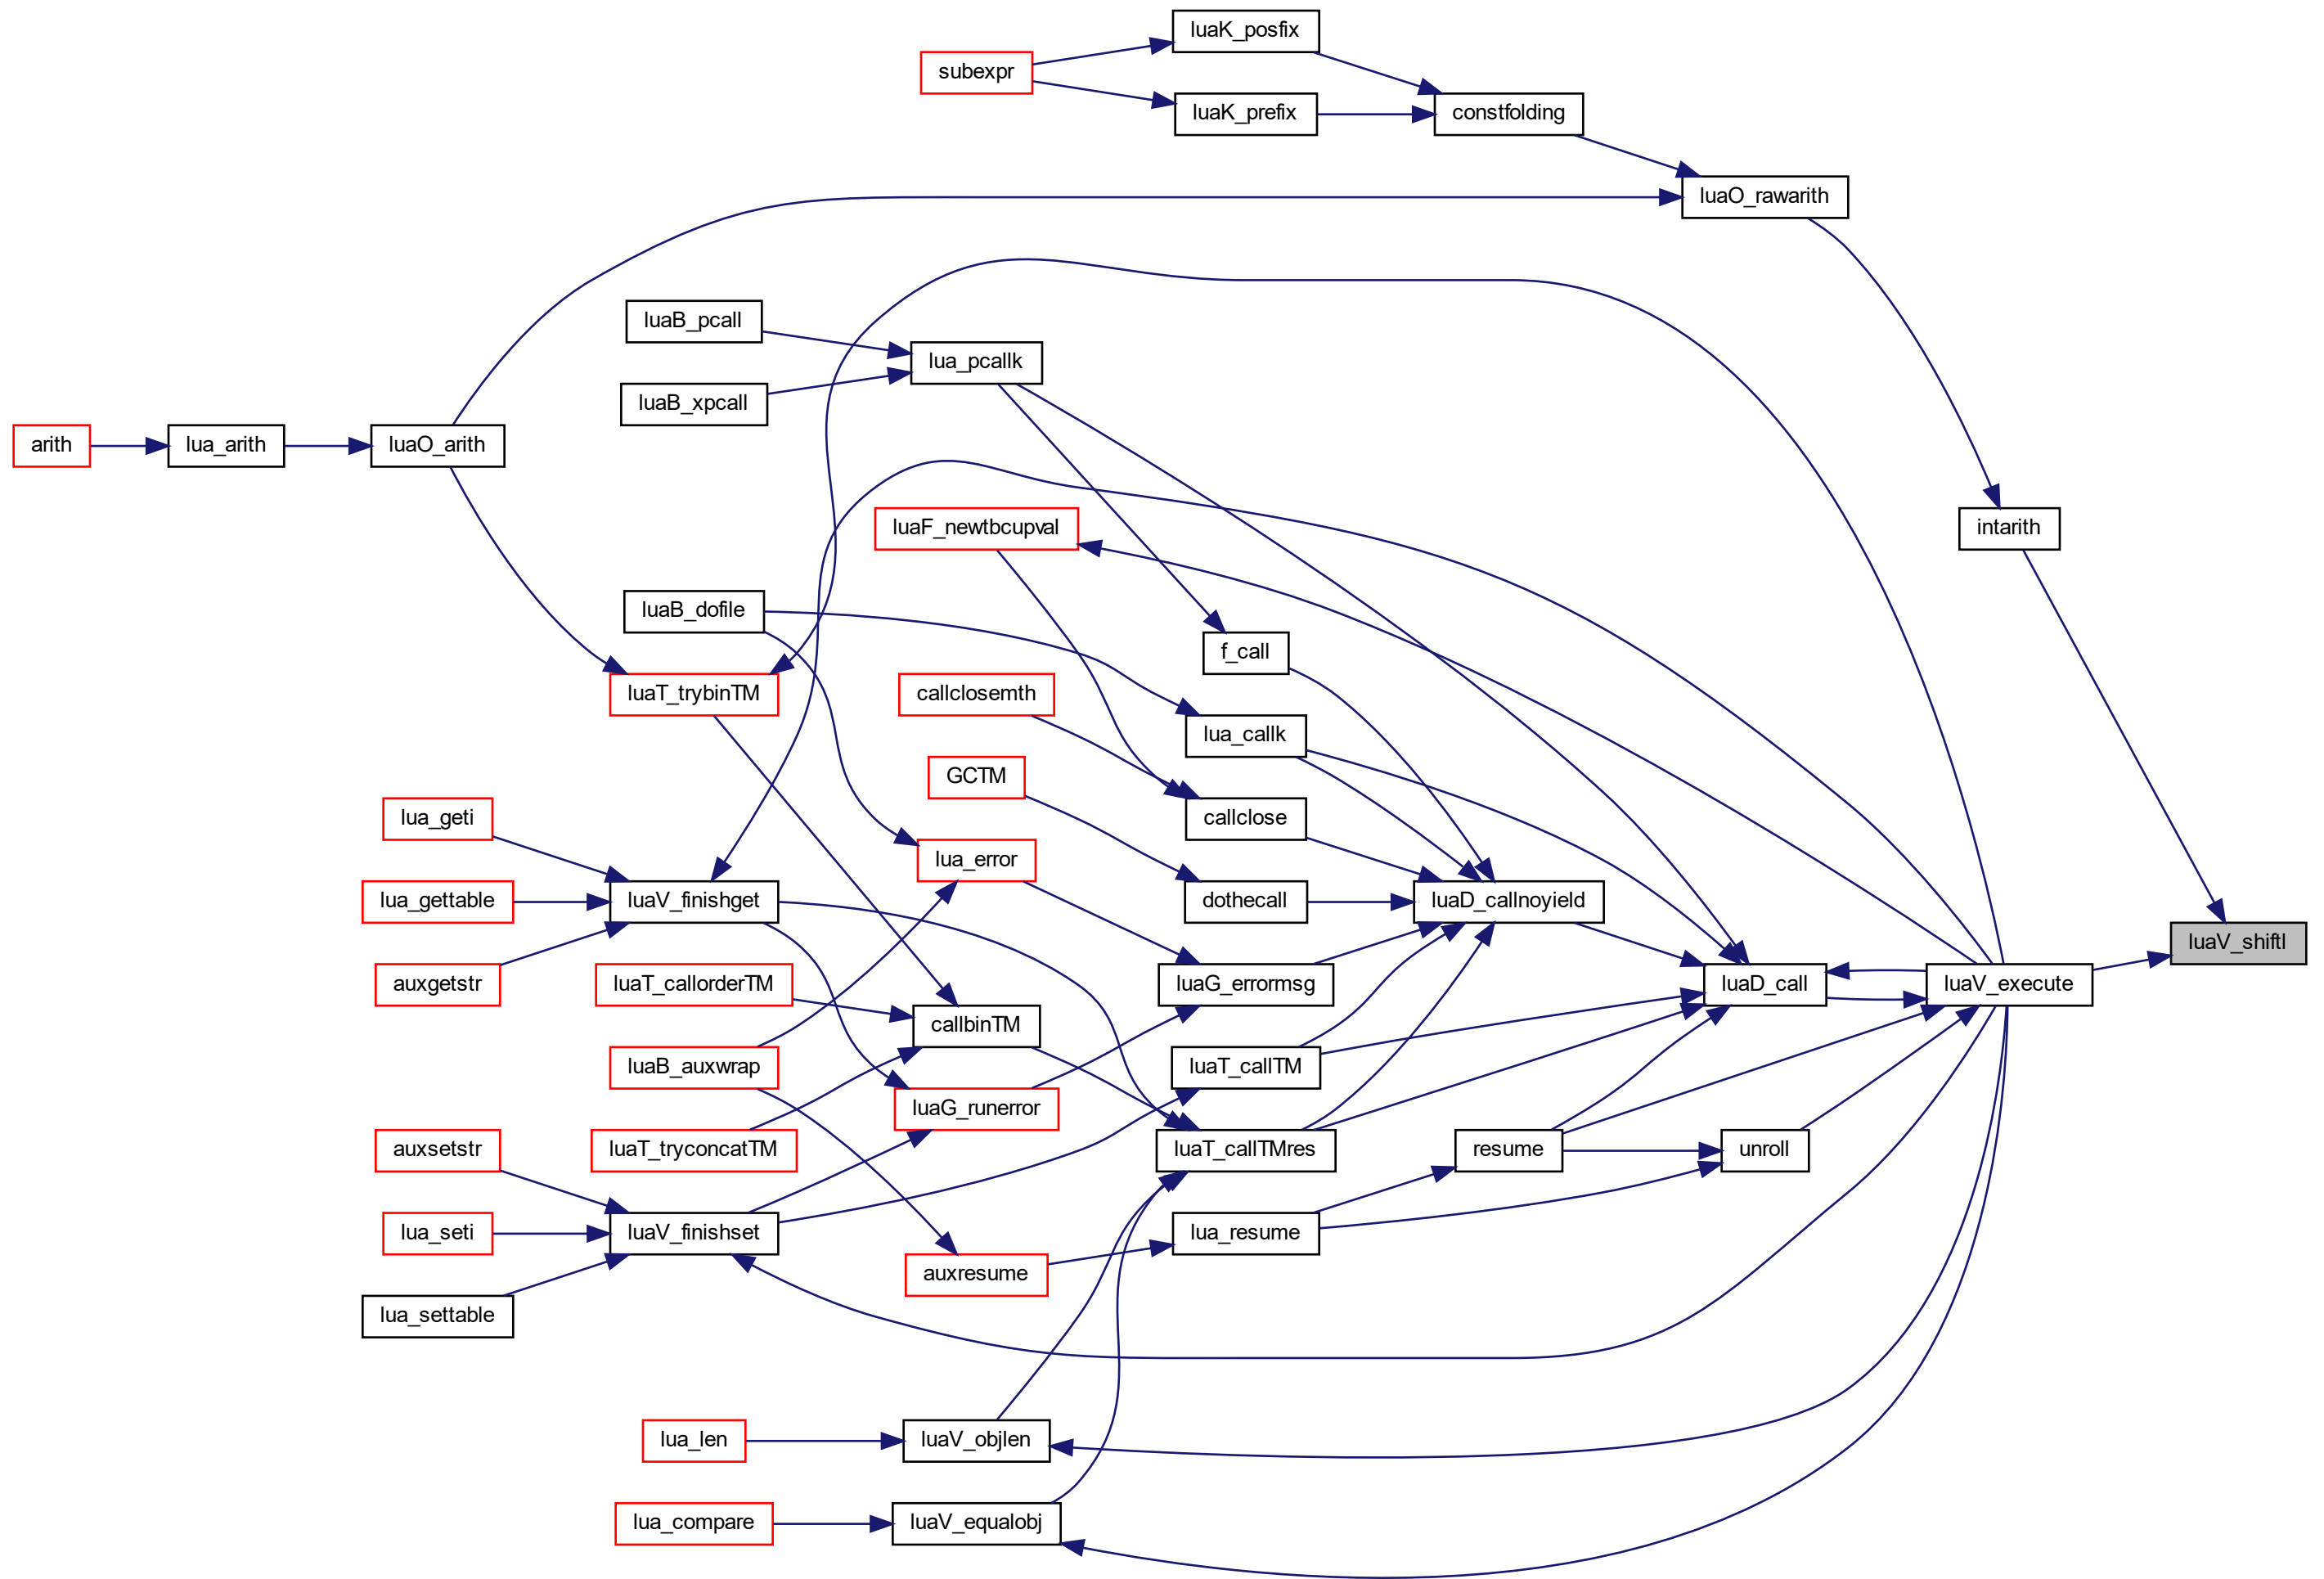 luaK_posfix
subexpr
luaK_prefix
constfolding
luaO_rawarith
luaB_pcall
lua_pcallk
luaB_xpcall
arith
lua_arith
luaO_arith
luaF_newtbcupval
intarith
luaB_dofile
f_call
luaT_trybinTM
callclosemth
lua_callk
GCTM
lua_geti
callclose
lua_error
luaV_finishget
lua_gettable
dothecall
luaD_callnoyield
luaV_shiftl
auxgetstr
luaT_callorderTM
luaG_errormsg
luaD_call
luaV_execute
callbinTM
luaB_auxwrap
luaT_callTM
luaG_runerror
auxsetstr
luaT_tryconcatTM
luaT_callTMres
resume
unroll
lua_seti
luaV_finishset
lua_resume
auxresume
lua_settable
lua_len
luaV_objlen
lua_compare
luaV_equalobj